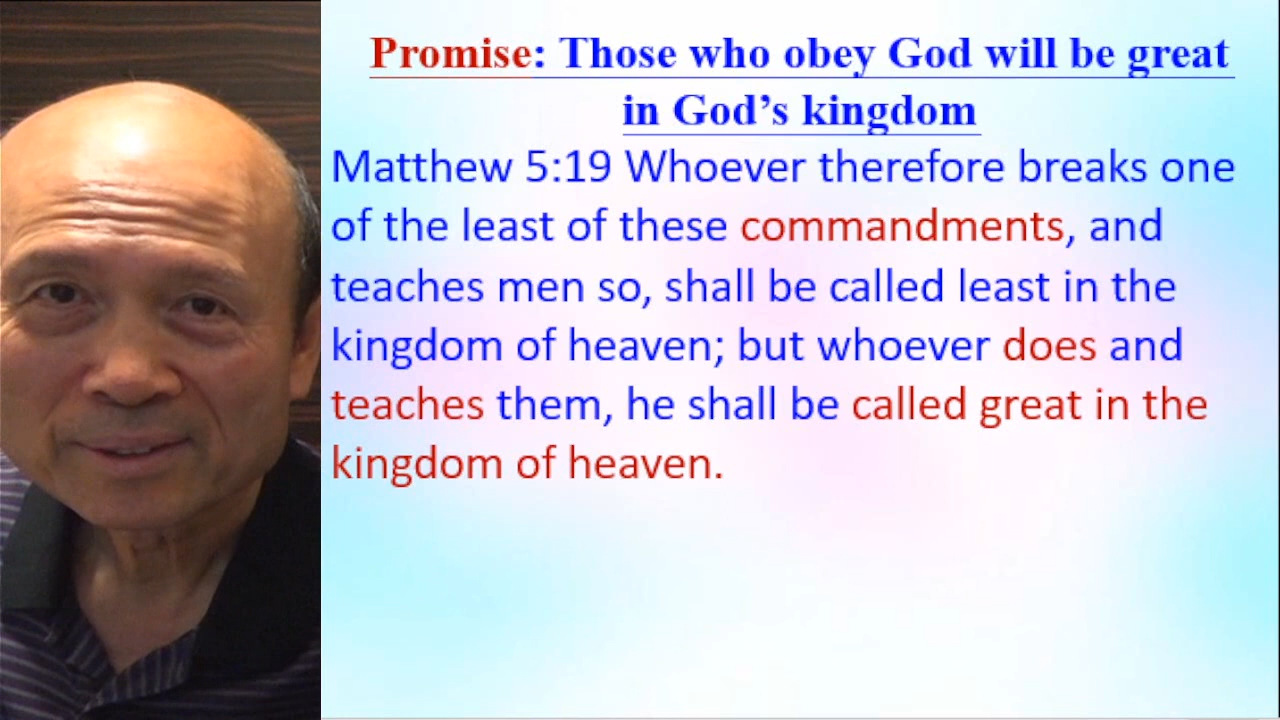 Promise: Those who obey God will be great
in God’s kingdom
Matthew 5:19 Whoever therefore breaks one
of the least of these commandments, and
teaches men so, shall be called least in the
kingdom of heaven; but whoever does and
teaches them, he shall be called great in the
kingdom of heaven.